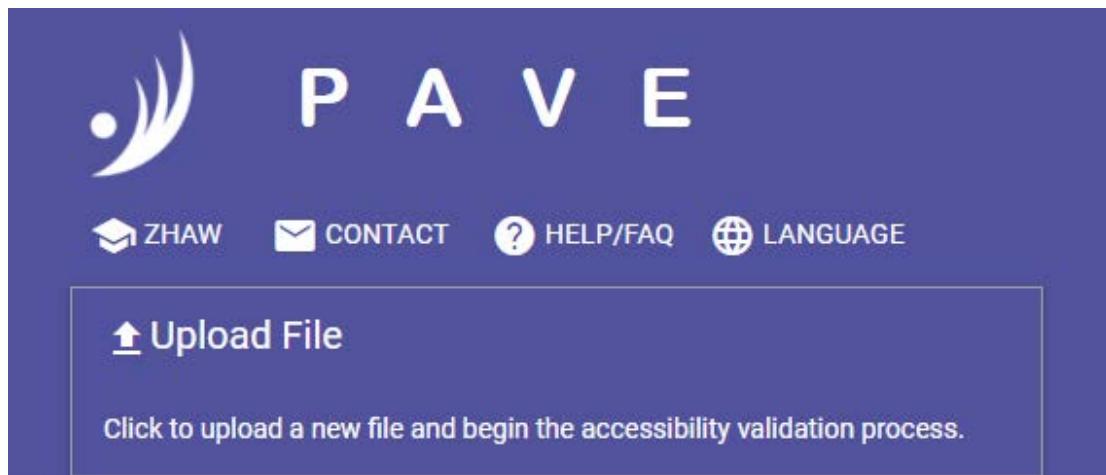 P A V E
ZHAW CONTACT HELP/FAQ LANGUAGE
Upload File
Click to upload a new file and begin the accessibility validation process.